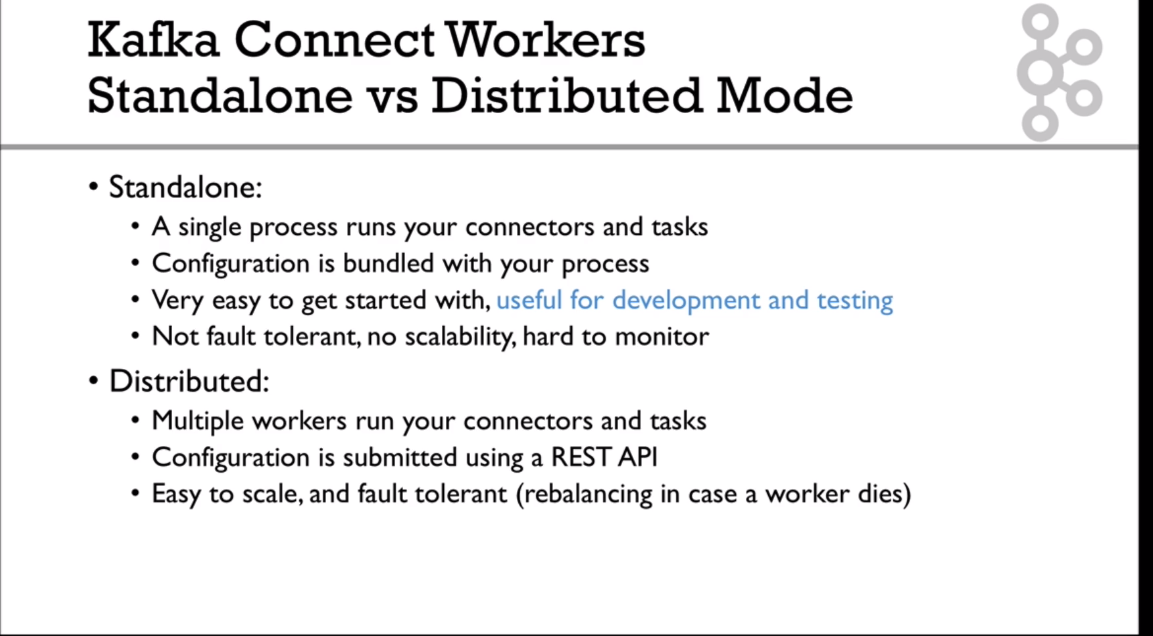 Kafka Connect Workers
Standalone vs Distributed Mode
• Standalone:
• A single process runs your connectors and tasks
• Configuration is bundled with your process
• Very easy to get started with, useful for development and testing
• Not fault tolerant, no scalability, hard to monitor
• Distributed:
• Multiple workers run your connectors and tasks
• Configuration is submitted using a REST API
• Easy to scale, and fault tolerant (rebalancing in case a worker dies)